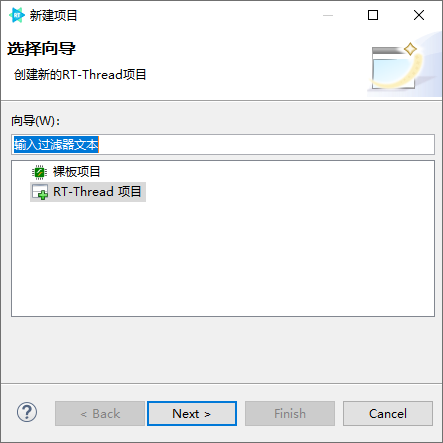 新建项目
选择向导
创建新的RT-Thread项目
向导(W):
输入过滤器文本
裸板项目
RT-Thread 项目
?
< Back
Next >
Finish
Cancel